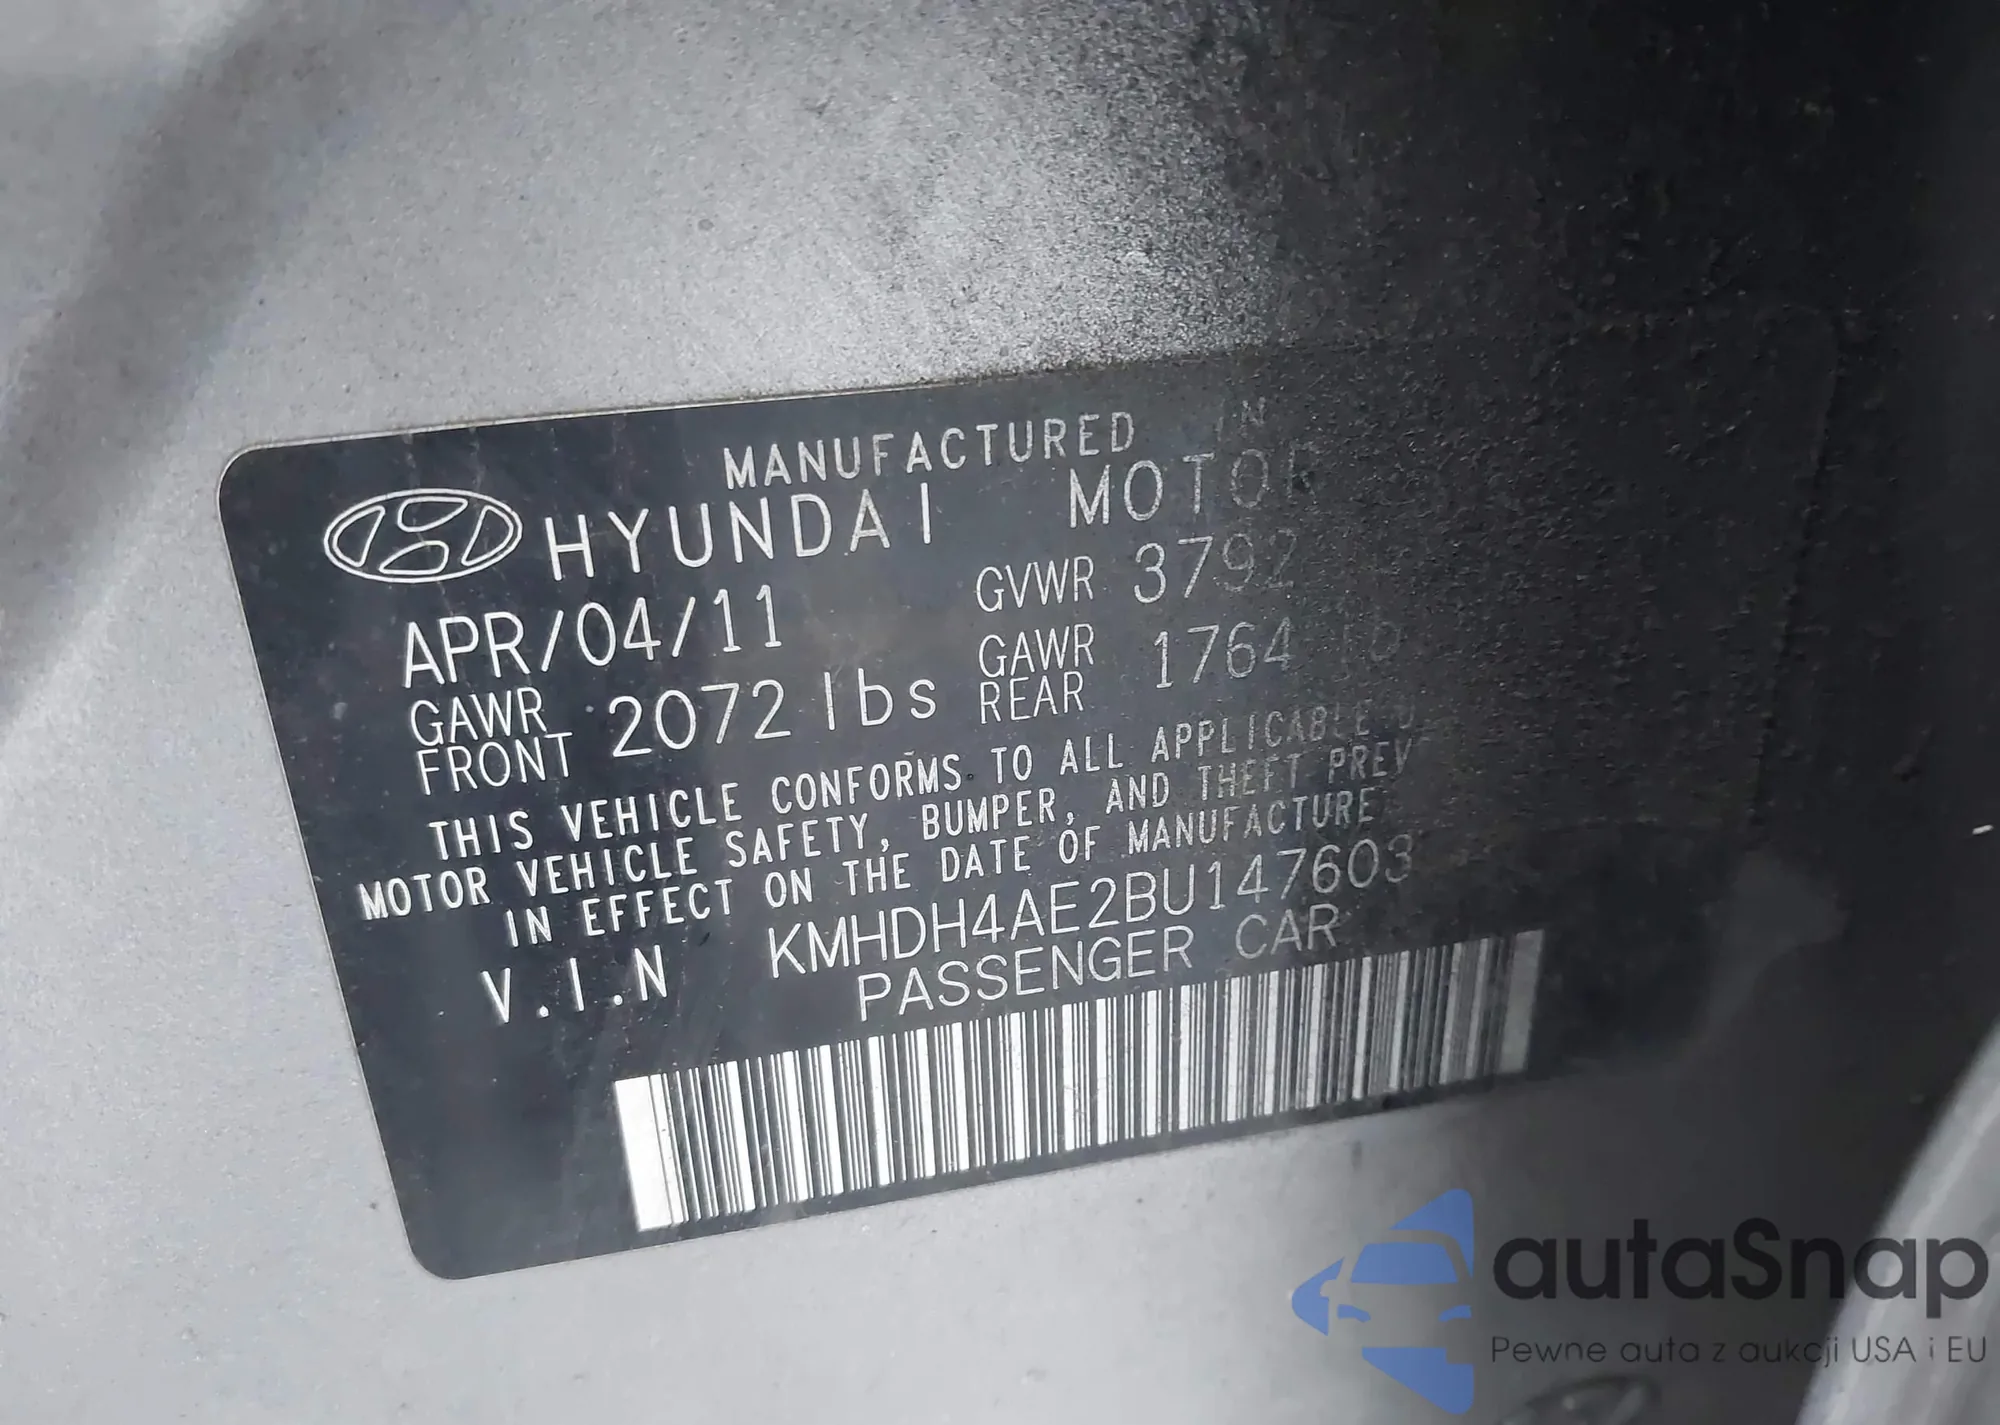 MANUFACTURED IN
HYUNDAI MOTOR
APR/04/11 GVWR 3792
GAWR FRONT 2072 lbs GAWR REAR 1764
THIS VEHICLE CONFORMS TO ALL APPLICABLE
MOTOR VEHICLE SAFETY, BUMPER, AND THEFT PREV
IN EFFECT ON THE DATE OF MANUFACTURE
V.I.N KMHDH4AE2BU147603
PASSENGER CAR
autaSnap
Pewne auta z aukcji USA i EU